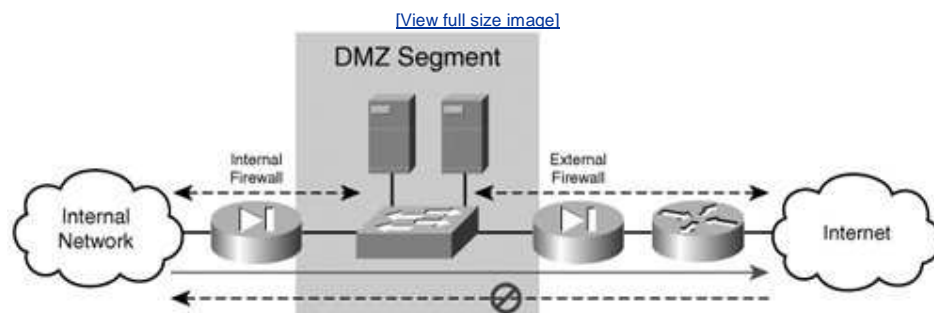 [View full size image]
DMZ Segment
Internal
Firewall
External
Firewall
Internal
Network
Internet